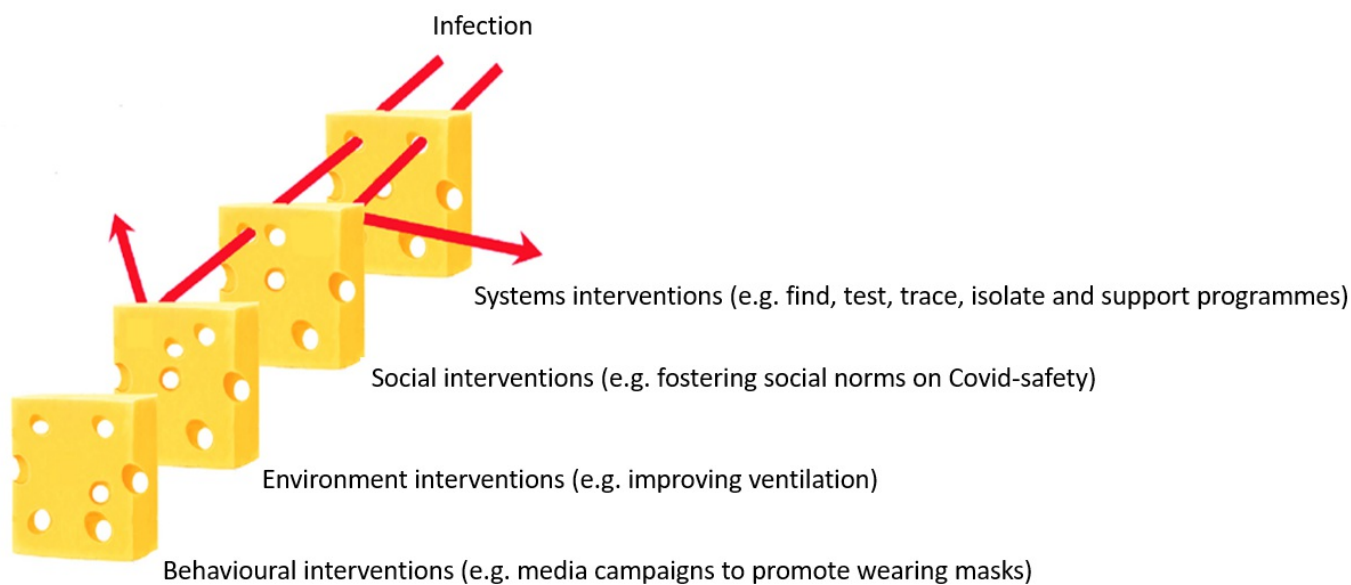 Infection
Systems interventions (e.g. find, test, trace, isolate and support programmes)
Social interventions (e.g. fostering social norms on Covid-safety)
Environment interventions (e.g. improving ventilation)
Behavioural interventions (e.g. media campaigns to promote wearing masks)